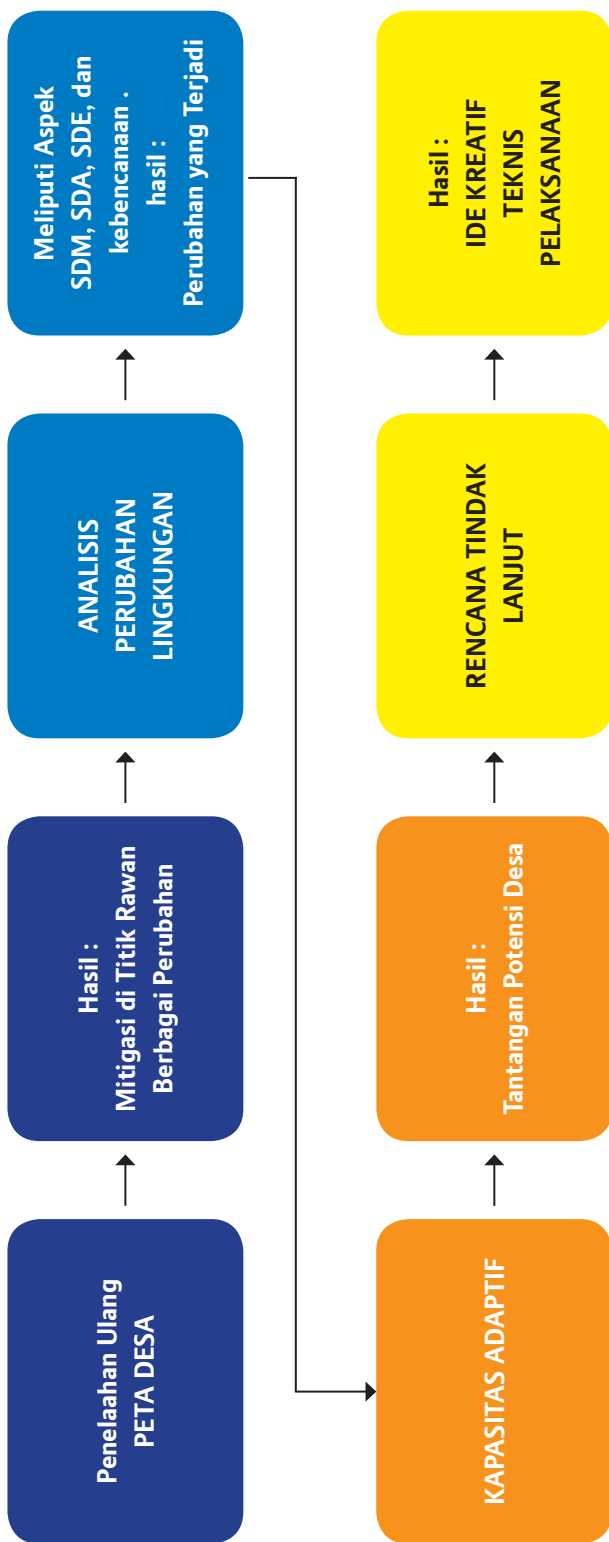 Penelaahan Ulang
PETA DESA
Hasil :
Mitigasi di Titik Rawan
Berbagai Perubahan
ANALISIS
PERUBAHAN
LINGKUNGAN
Meliputi Aspek
SDM, SDA, SDE, dan
kebencanaan .
hasil :
Perubahan yang Terjadi
KAPASITAS ADAPTIF
Hasil :
Tantangan Potensi Desa
RENCANA TINDAK
LANJUT
Hasil :
IDE KREATIF
TEKNIS
PELAKSANAAN